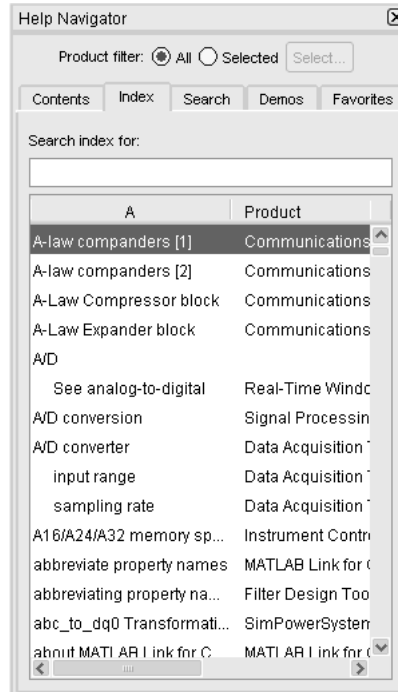 Help Navigator
Product filter: All Selected Select...
Contents Index Search Demos Favorites
Search index for:
A Product
A-law companders [1] Communications
A-law companders [2] Communications
A-Law Compressor block Communications
A-Law Expander block Communications
A/D
See analog-to-digital Real-Time Windo
A/D conversion Signal Processin
A/D converter Data Acquisition T
input range Data Acquisition T
sampling rate Data Acquisition T
A16/A24/A32 memory sp... Instrument Contr
abbreviate property names MATLAB Link for C
abbreviating property na... Filter Design Too
abc_to_dq0 Transformati... SimPowerSystem
about MATLAB Link for C MATLAB Link for C